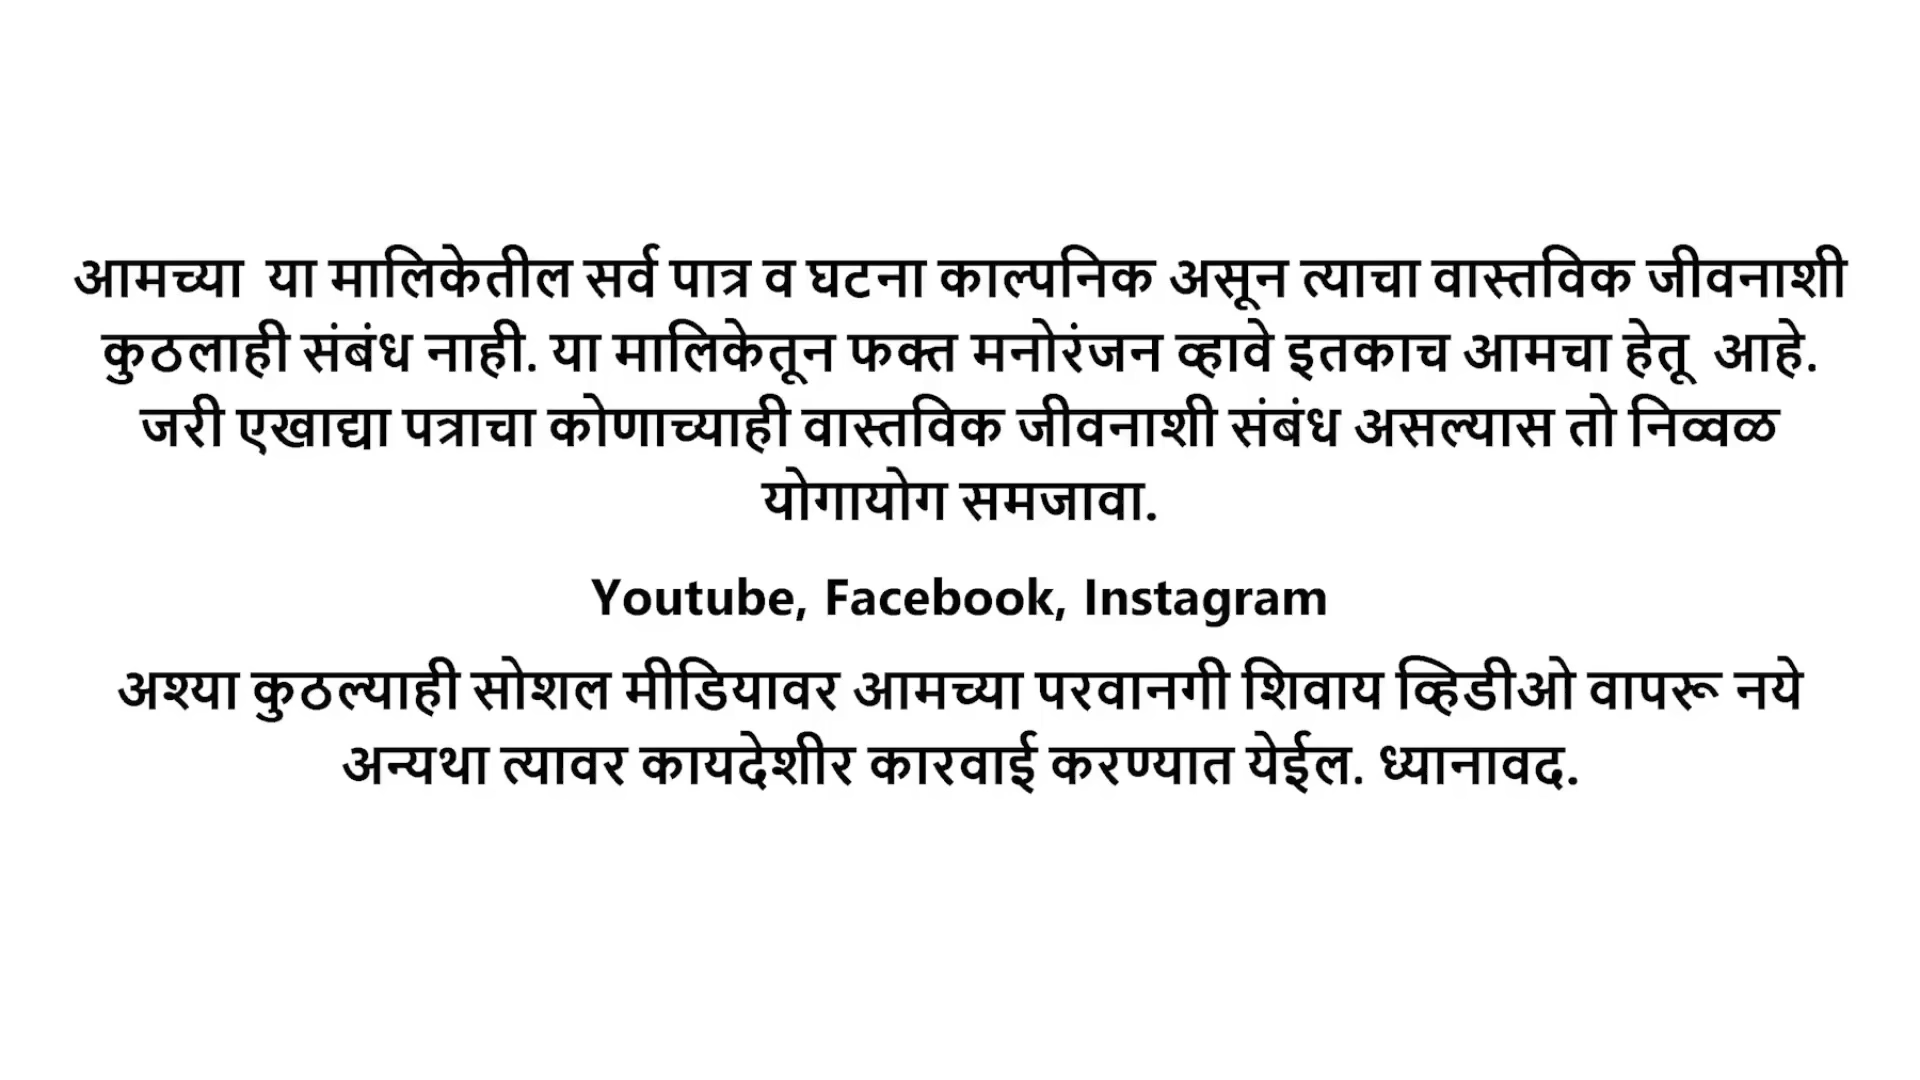 आमच्या या मालिकेतील सर्व पात्र व घटना काल्पनिक असून त्याचा वास्तविक जीवनाशी
कुठलाही संबंध नाही. या मालिकेतून फक्त मनोरंजन व्हावे इतकाच आमचा हेतू आहे.
जरी एखाद्या पत्राचा कोणाच्याही वास्तविक जीवनाशी संबंध असल्यास तो निव्वळ
योगायोग समजावा.
Youtube, Facebook, Instagram
अश्या कुठल्याही सोशल मीडियावर आमच्या परवानगी शिवाय व्हिडीओ वापरू नये
अन्यथा त्यावर कायदेशीर कारवाई करण्यात येईल. ध्यानावद.